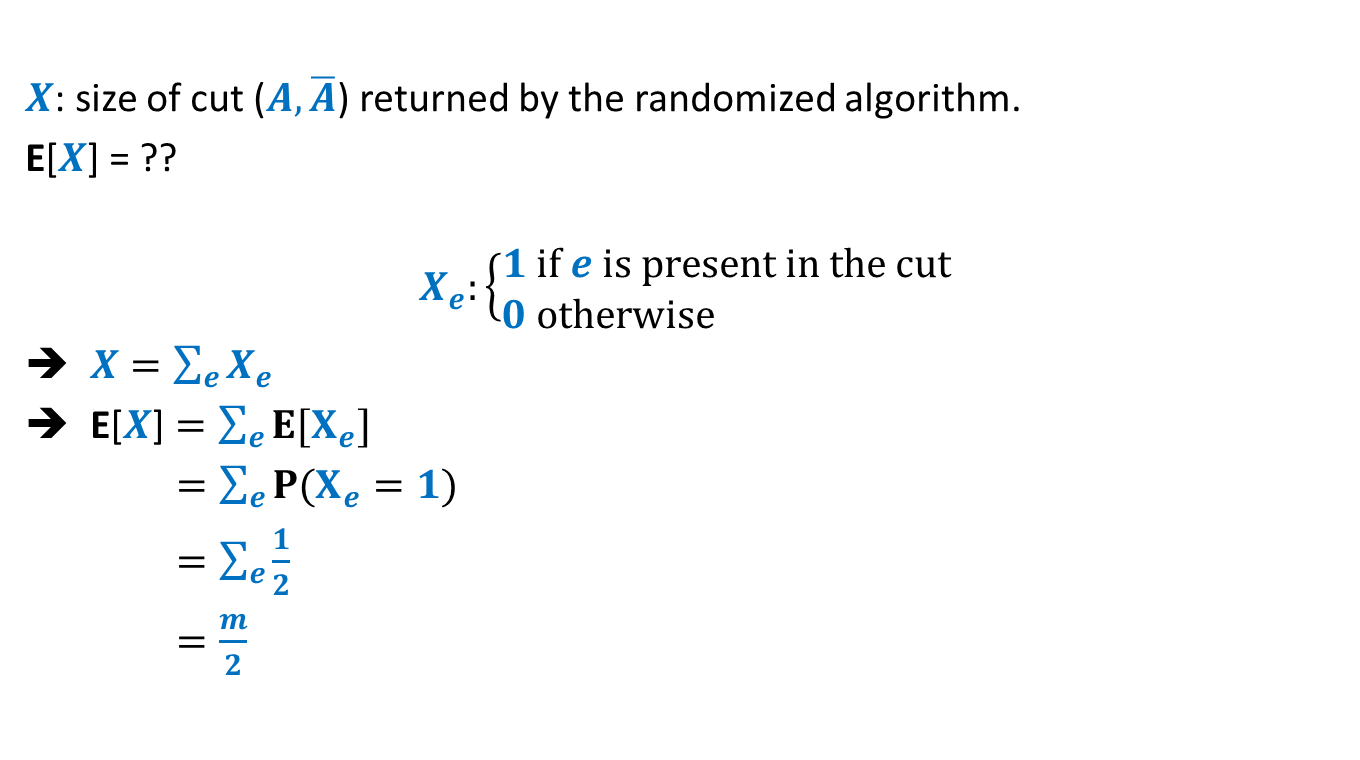 X: size of cut (A, A̅) returned by the randomized algorithm.
E[X] = ??
X_e: { 1 if e is present in the cut
0 otherwise
➔ X = ∑_e X_e
➔ E[X] = ∑_e E[X_e]
= ∑_e P(X_e = 1)
= ∑_e 1/2
= m/2